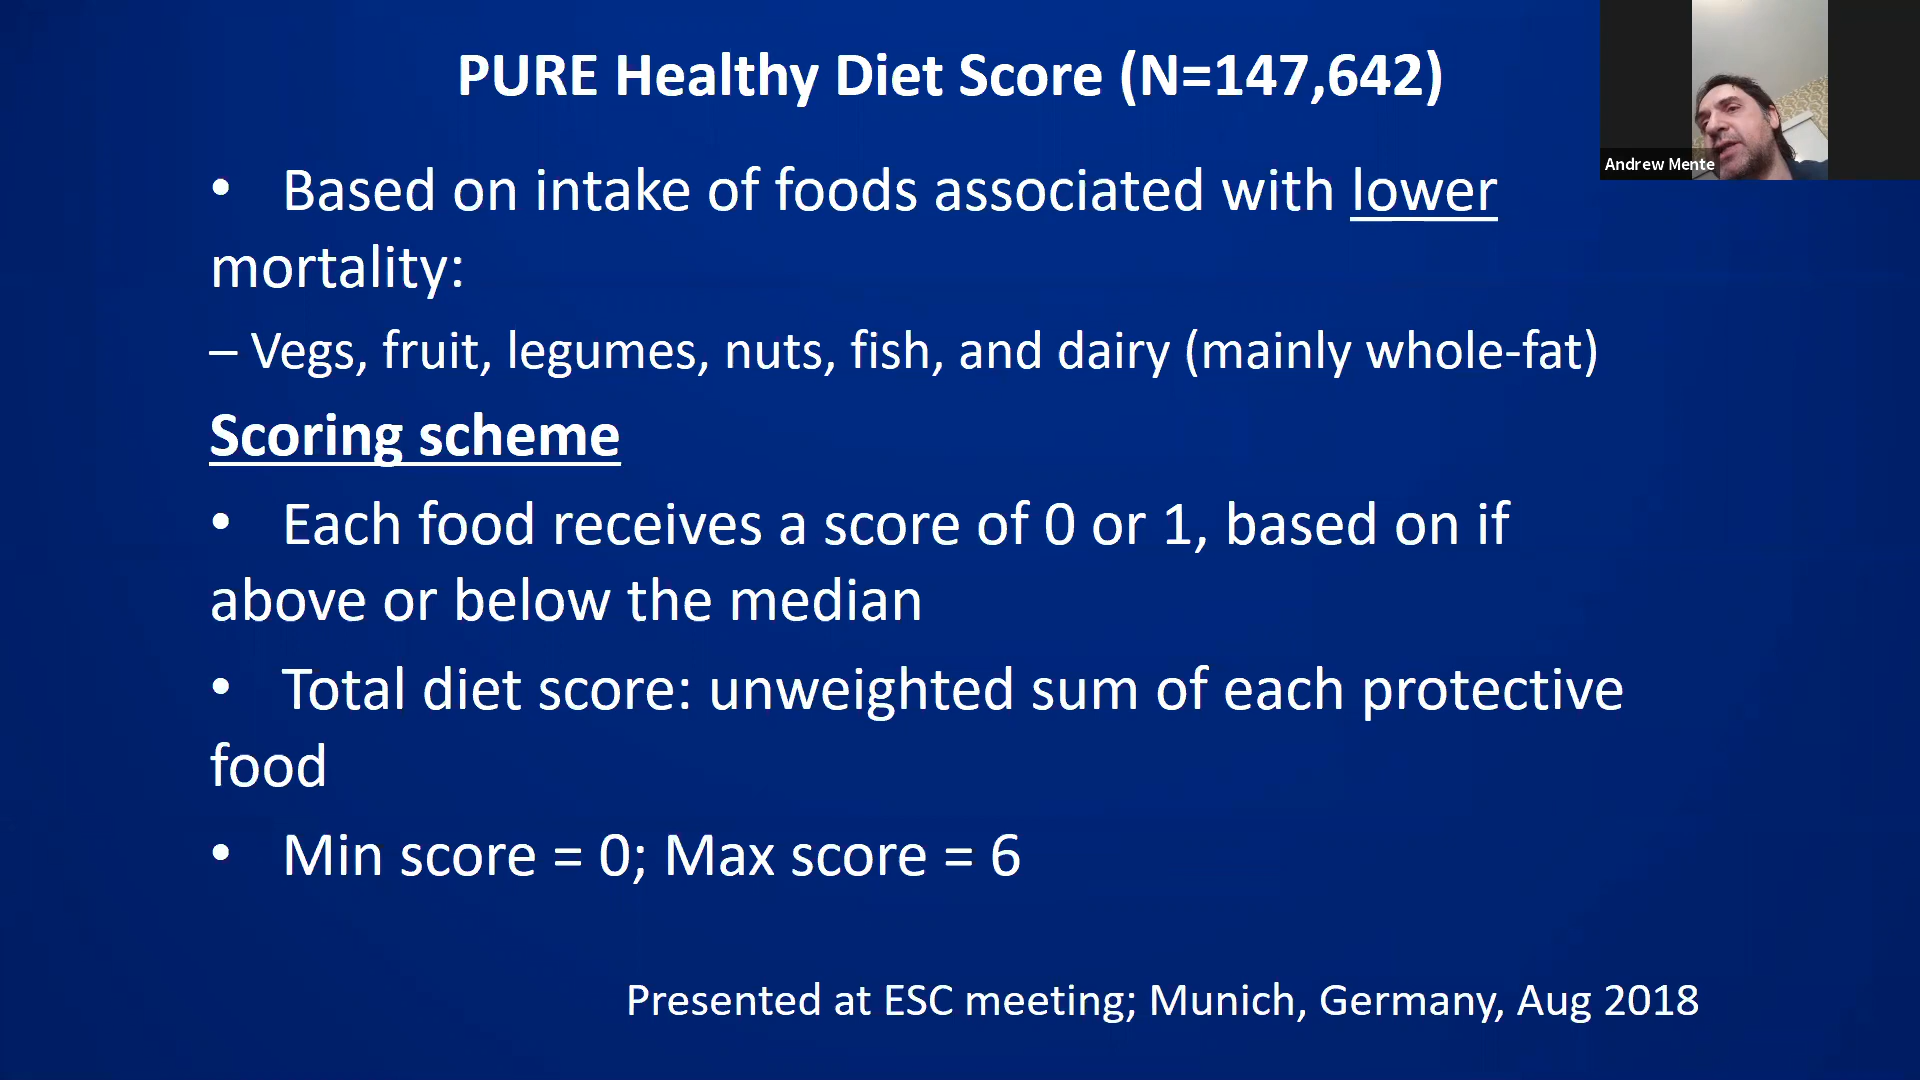 PURE Healthy Diet Score (N=147,642)
Andrew Mente
• Based on intake of foods associated with lower
mortality:
– Vegs, fruit, legumes, nuts, fish, and dairy (mainly whole-fat)
Scoring scheme
• Each food receives a score of 0 or 1, based on if
above or below the median
• Total diet score: unweighted sum of each protective
food
• Min score = 0; Max score = 6
Presented at ESC meeting; Munich, Germany, Aug 2018